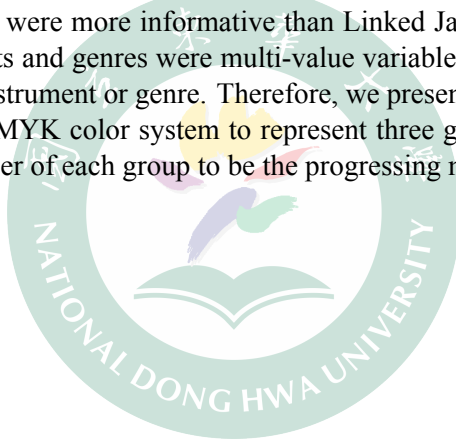 were more informative than Linked Ja
ts and genres were multi-value variable
strument or genre. Therefore, we presen
MYK color system to represent three g
er of each group to be the progressing r
NATIONAL DONG HWA UNIVERSITY